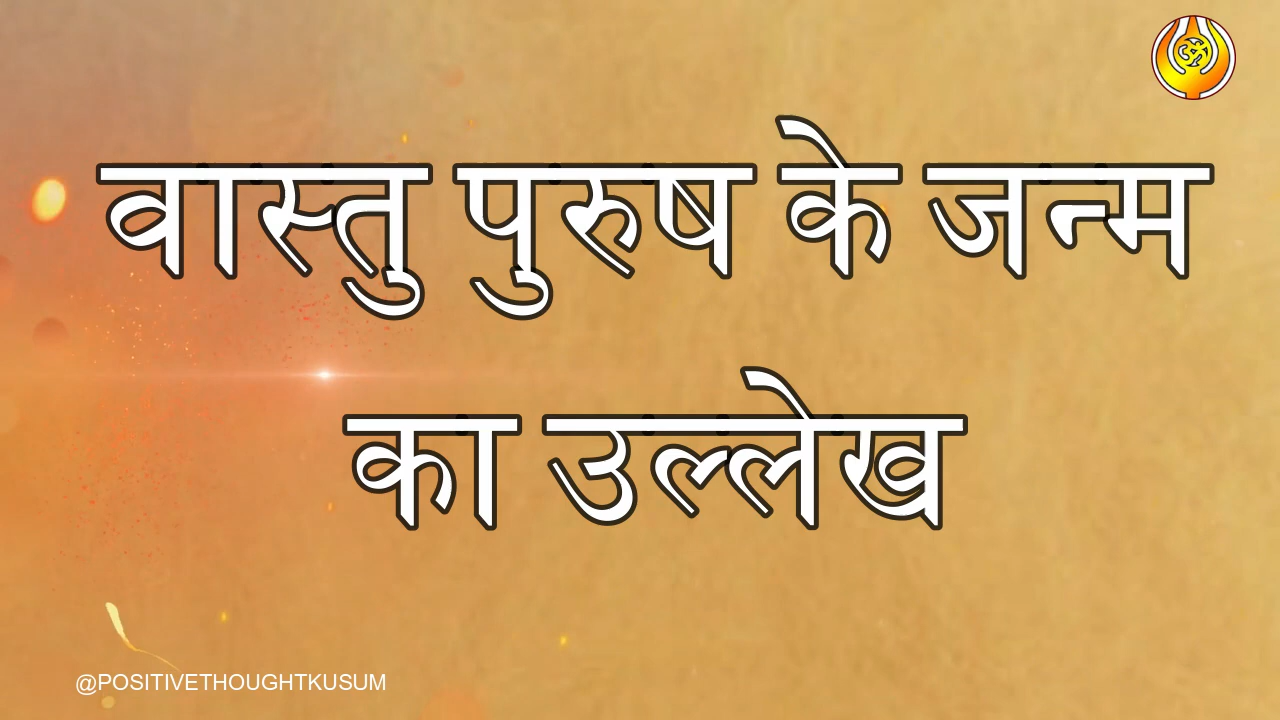 वास्तु पुरुष के जन्म
का उल्लेख
@POSITIVETHOUGHTKUSUM